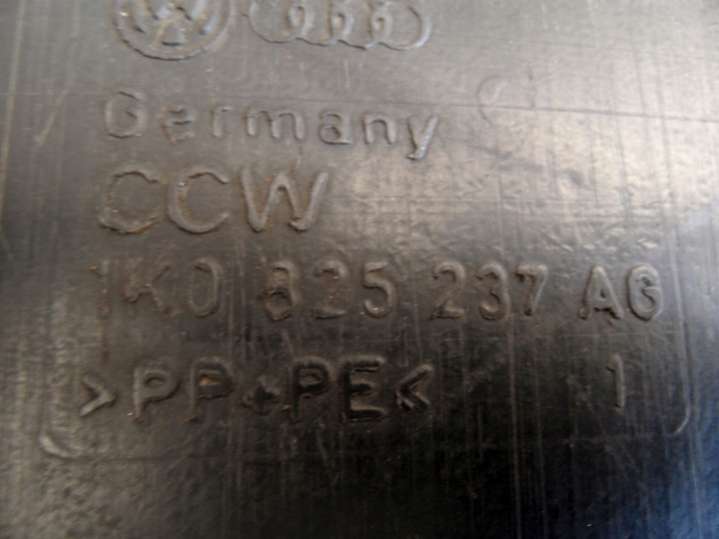 Germany
CCW
1K0 825 237 AG
>PP+PE< 1